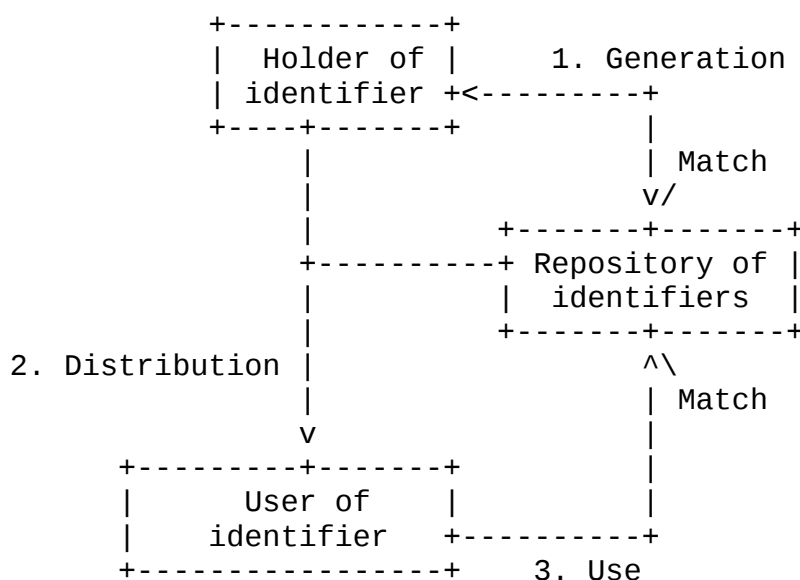 +------------+
|  Holder of |     1. Generation
| identifier +<---------+
+----+-------+          |
     |                  | Match
     |                  v/
     |          +-------+-------+
     +----------+ Repository of |
     |          |  identifiers  |
     |          +-------+-------+
2. Distribution |                  ^\
     |                  | Match
     v                  |
+---------+-------+          |
|      User of    |          |
|    identifier   +----------+
+-----------------+    3. Use